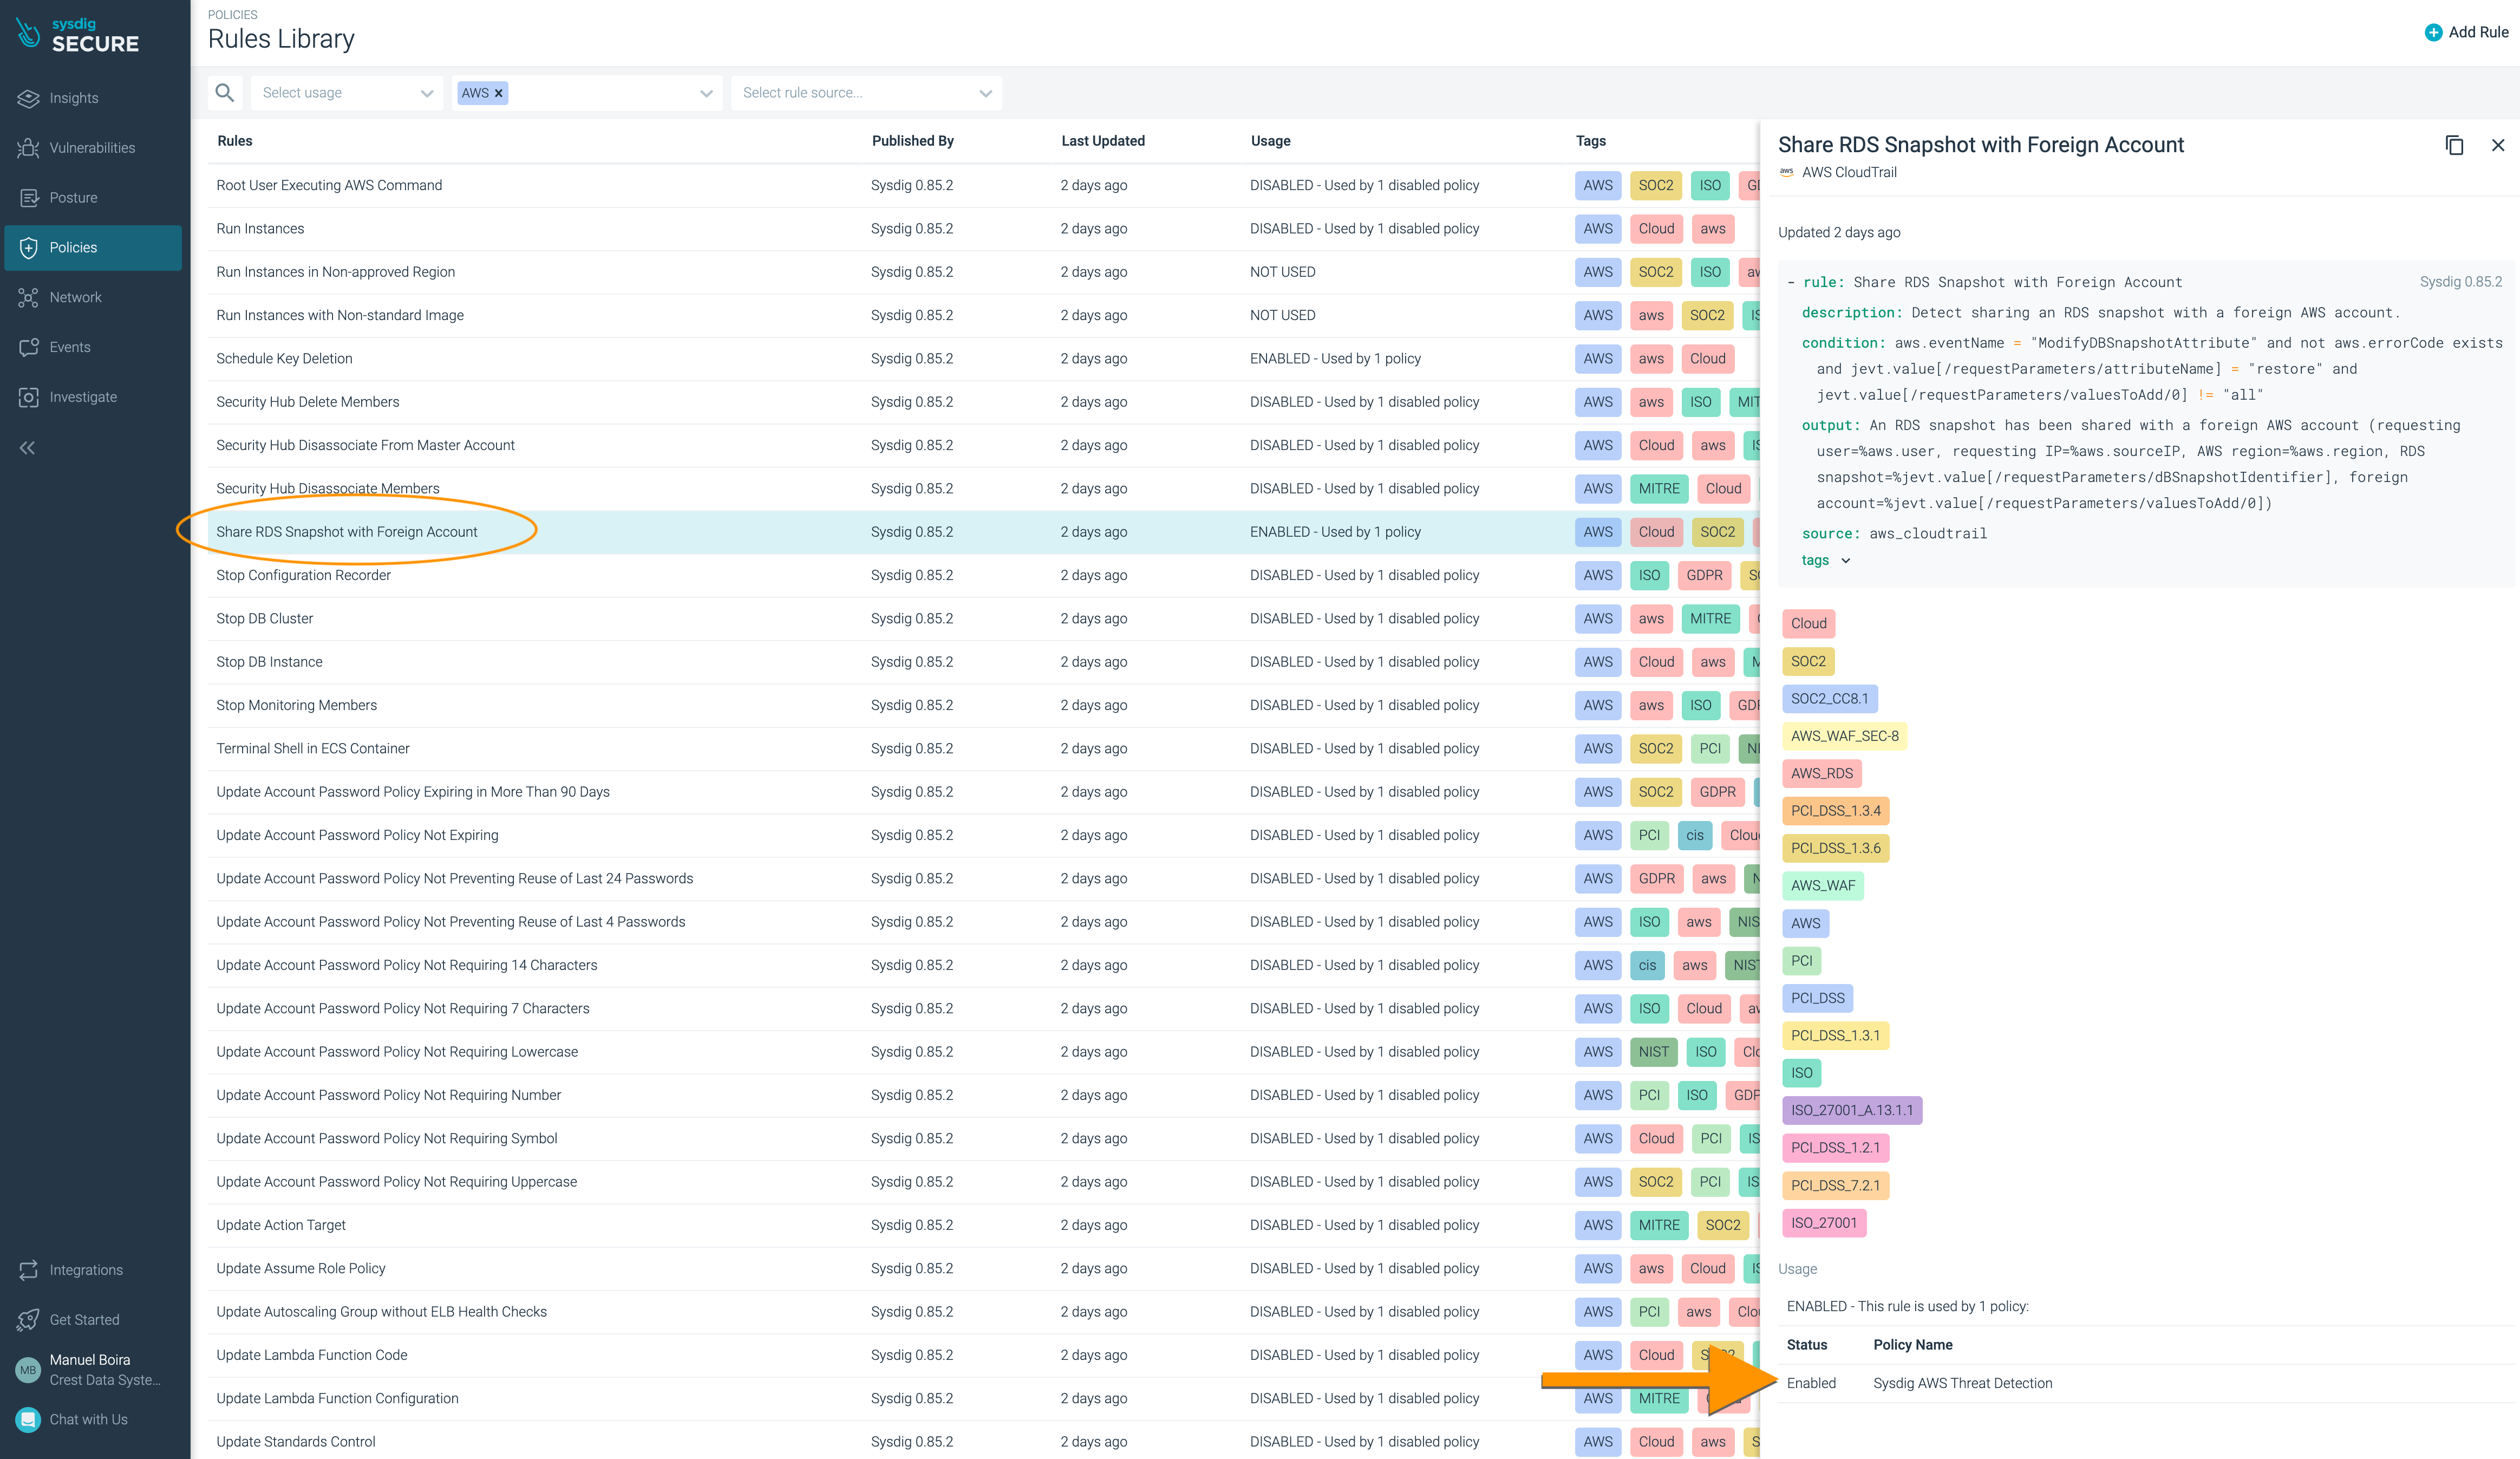 sysdig
SECURE
Insights
Vulnerabilities
Posture
Policies
Network
Events
Investigate
Integrations
Get Started
MB
Manuel Boira
Crest Data Syste...
Chat with Us
POLICIES
Rules Library
Add Rule
Select usage
AWS ×
Select rule source...
Rules Published By Last Updated Usage Tags
Root User Executing AWS Command Sysdig 0.85.2 2 days ago DISABLED - Used by 1 disabled policy AWS SOC2 ISO
Run Instances Sysdig 0.85.2 2 days ago DISABLED - Used by 1 disabled policy AWS Cloud aws
Run Instances in Non-approved Region Sysdig 0.85.2 2 days ago NOT USED AWS SOC2 ISO
Run Instances with Non-standard Image Sysdig 0.85.2 2 days ago NOT USED AWS aws SOC2
Schedule Key Deletion Sysdig 0.85.2 2 days ago ENABLED - Used by 1 policy AWS aws Cloud
Security Hub Delete Members Sysdig 0.85.2 2 days ago DISABLED - Used by 1 disabled policy AWS aws ISO
Security Hub Disassociate From Master Account Sysdig 0.85.2 2 days ago DISABLED - Used by 1 disabled policy AWS Cloud aws
Security Hub Disassociate Members Sysdig 0.85.2 2 days ago DISABLED - Used by 1 disabled policy AWS MITRE Cloud
Share RDS Snapshot with Foreign Account Sysdig 0.85.2 2 days ago ENABLED - Used by 1 policy AWS Cloud SOC2
Stop Configuration Recorder Sysdig 0.85.2 2 days ago DISABLED - Used by 1 disabled policy AWS ISO GDPR
Stop DB Cluster Sysdig 0.85.2 2 days ago DISABLED - Used by 1 disabled policy AWS aws MITRE
Stop DB Instance Sysdig 0.85.2 2 days ago DISABLED - Used by 1 disabled policy AWS Cloud aws
Stop Monitoring Members Sysdig 0.85.2 2 days ago DISABLED - Used by 1 disabled policy AWS aws ISO
Terminal Shell in ECS Container Sysdig 0.85.2 2 days ago DISABLED - Used by 1 disabled policy AWS SOC2 PCI
Update Account Password Policy Expiring in More Than 90 Days Sysdig 0.85.2 2 days ago DISABLED - Used by 1 disabled policy AWS SOC2 GDPR
Update Account Password Policy Not Expiring Sysdig 0.85.2 2 days ago DISABLED - Used by 1 disabled policy AWS PCI cis
Update Account Password Policy Not Preventing Reuse of Last 24 Passwords Sysdig 0.85.2 2 days ago DISABLED - Used by 1 disabled policy AWS GDPR aws
Update Account Password Policy Not Preventing Reuse of Last 4 Passwords Sysdig 0.85.2 2 days ago DISABLED - Used by 1 disabled policy AWS ISO aws
Update Account Password Policy Not Requiring 14 Characters Sysdig 0.85.2 2 days ago DISABLED - Used by 1 disabled policy AWS cis aws
Update Account Password Policy Not Requiring 7 Characters Sysdig 0.85.2 2 days ago DISABLED - Used by 1 disabled policy AWS ISO Cloud
Update Account Password Policy Not Requiring Lowercase Sysdig 0.85.2 2 days ago DISABLED - Used by 1 disabled policy AWS NIST ISO
Update Account Password Policy Not Requiring Number Sysdig 0.85.2 2 days ago DISABLED - Used by 1 disabled policy AWS PCI ISO
Update Account Password Policy Not Requiring Symbol Sysdig 0.85.2 2 days ago DISABLED - Used by 1 disabled policy AWS Cloud PCI
Update Account Password Policy Not Requiring Uppercase Sysdig 0.85.2 2 days ago DISABLED - Used by 1 disabled policy AWS SOC2 PCI
Update Action Target Sysdig 0.85.2 2 days ago DISABLED - Used by 1 disabled policy AWS MITRE SOC2
Update Assume Role Policy Sysdig 0.85.2 2 days ago DISABLED - Used by 1 disabled policy AWS aws Cloud
Update Autoscaling Group without ELB Health Checks Sysdig 0.85.2 2 days ago DISABLED - Used by 1 disabled policy AWS PCI aws
Update Lambda Function Code Sysdig 0.85.2 2 days ago DISABLED - Used by 1 disabled policy AWS Cloud
Update Lambda Function Configuration Sysdig 0.85.2 2 days ago DISABLED - Used by 1 disabled policy AWS MITRE
Update Standards Control Sysdig 0.85.2 2 days ago DISABLED - Used by 1 disabled policy AWS Cloud aws
Share RDS Snapshot with Foreign Account
aws AWS CloudTrail
Updated 2 days ago
- rule: Share RDS Snapshot with Foreign Account Sysdig 0.85.2
description: Detect sharing an RDS snapshot with a foreign AWS account.
condition: aws.eventName = "ModifyDBSnapshotAttribute" and not aws.errorCode exists
and jevt.value[/requestParameters/attributeName] = "restore" and
jevt.value[/requestParameters/valuesToAdd/0] != "all"
output: An RDS snapshot has been shared with a foreign AWS account (requesting
user=%aws.user, requesting IP=%aws.sourceIP, AWS region=%aws.region, RDS
snapshot=%jevt.value[/requestParameters/dBSnapshotIdentifier], foreign
account=%jevt.value[/requestParameters/valuesToAdd/0])
source: aws_cloudtrail
tags
Cloud
SOC2
SOC2_CC8.1
AWS_WAF_SEC-8
AWS_RDS
PCI_DSS_1.3.4
PCI_DSS_1.3.6
AWS_WAF
AWS
PCI
PCI_DSS
PCI_DSS_1.3.1
ISO
ISO_27001_A.13.1.1
PCI_DSS_1.2.1
PCI_DSS_7.2.1
ISO_27001
Usage
ENABLED - This rule is used by 1 policy:
Status Policy Name
Enabled Sysdig AWS Threat Detection